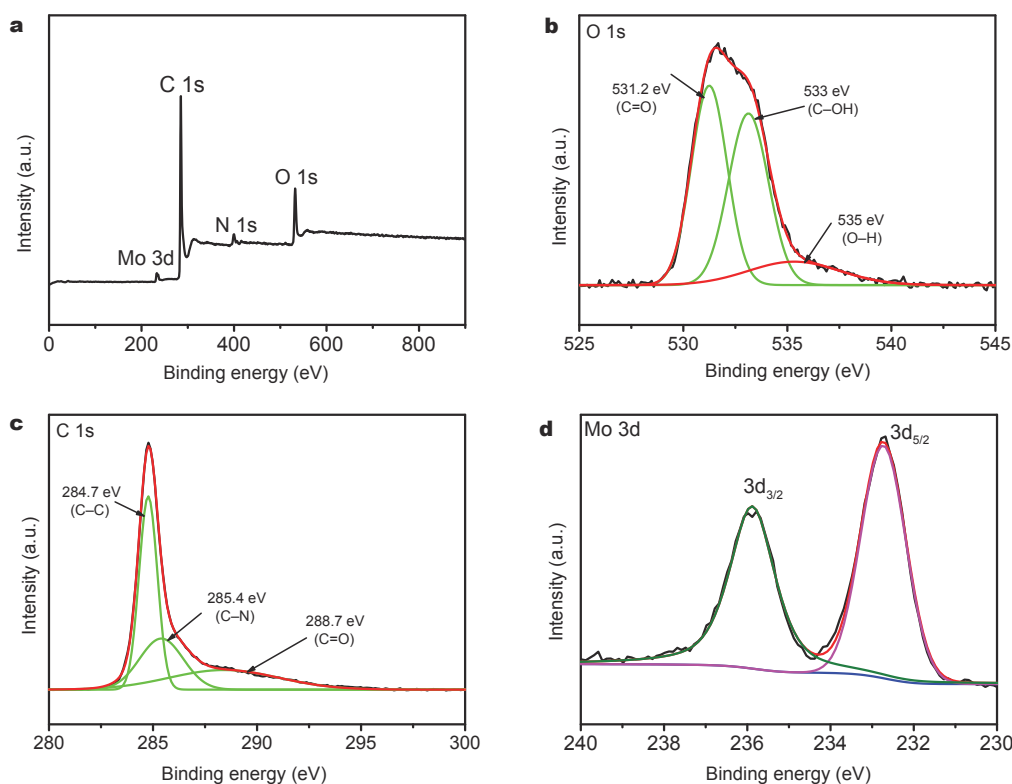 a
C 1s
O 1s
N 1s
Mo 3d
Intensity (a.u.)
0 200 400 600 800
Binding energy (eV)
b
O 1s
531.2 eV
(C=O)
533 eV
(C–OH)
535 eV
(O–H)
Intensity (a.u.)
525 530 535 540 545
Binding energy (eV)
c
C 1s
284.7 eV
(C–C)
285.4 eV
(C–N)
288.7 eV
(C=O)
Intensity (a.u.)
280 285 290 295 300
Binding energy (eV)
d
Mo 3d
3d5/2
3d3/2
Intensity (a.u.)
240 238 236 234 232 230
Binding energy (eV)